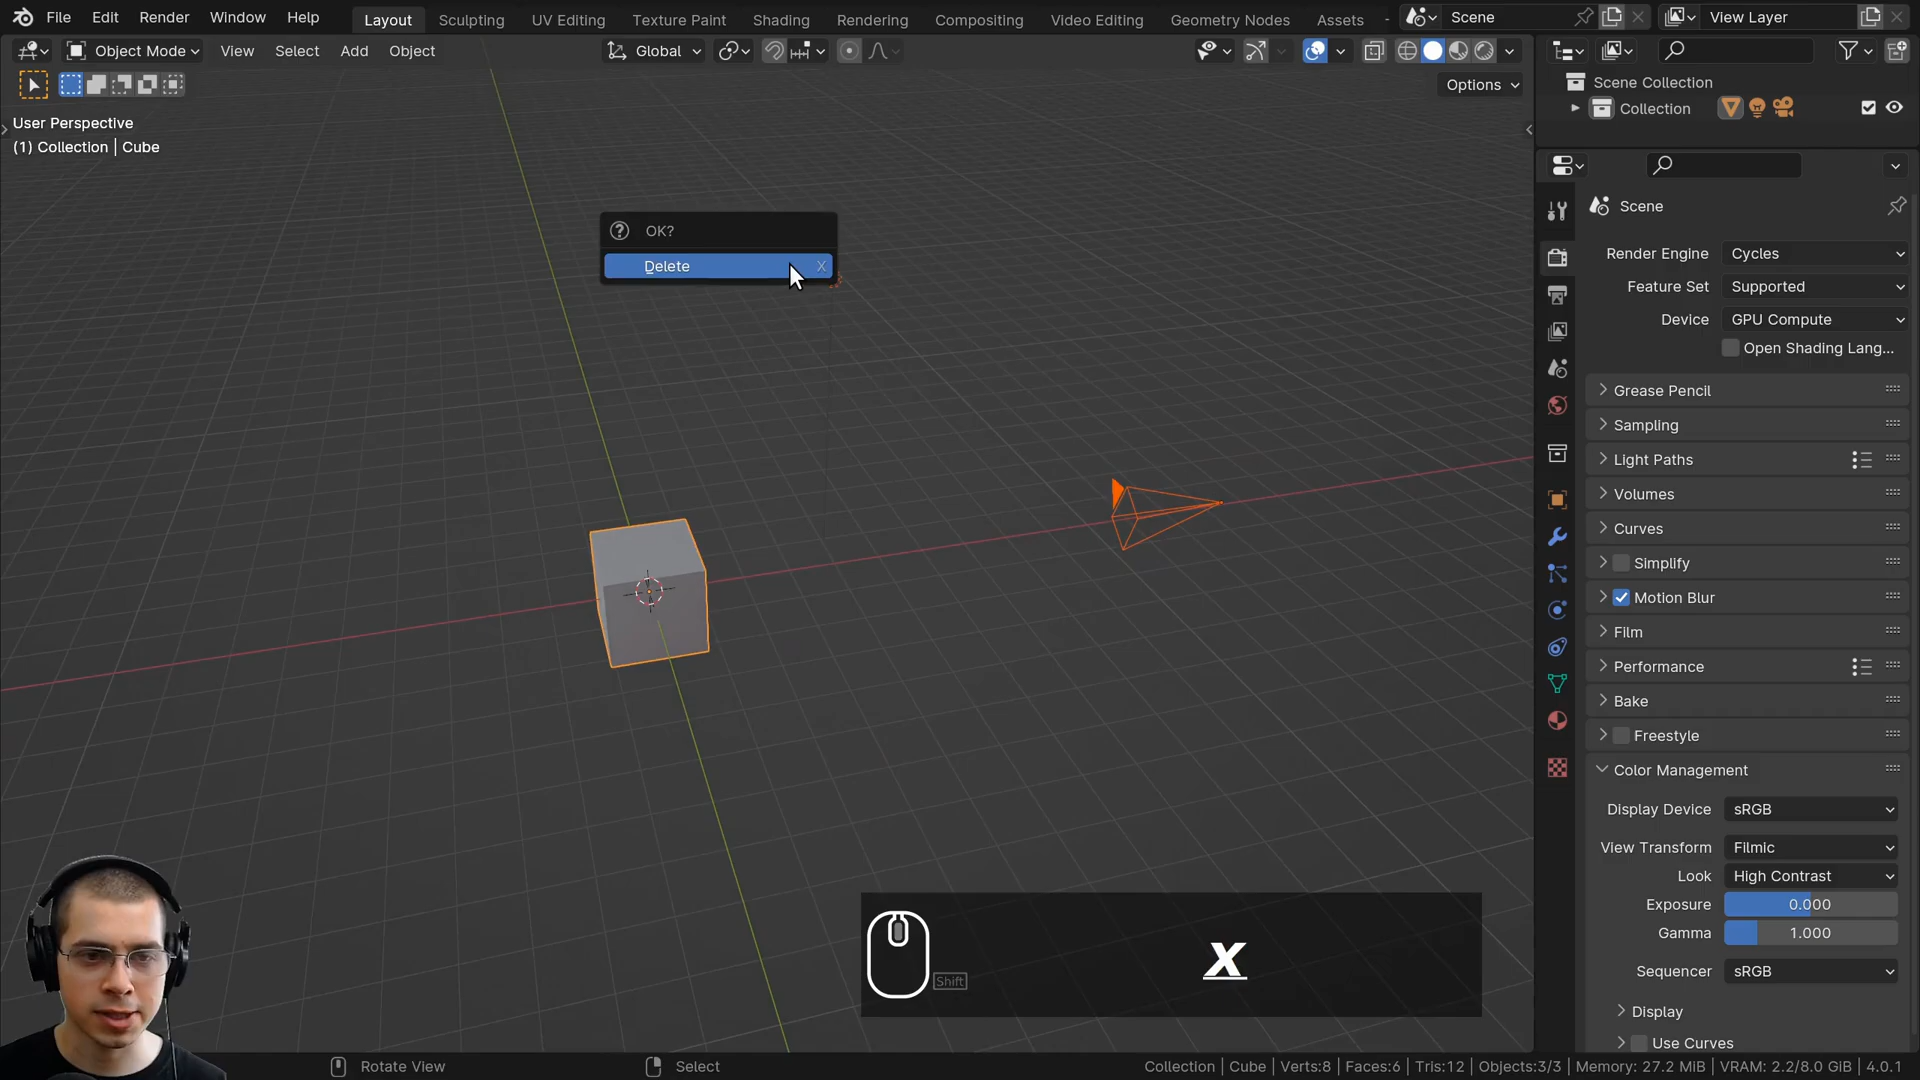 File Edit Render Window Help Layout Sculpting UV Editing Texture Paint Shading Rendering Compositing Video Editing Geometry Nodes Assets Scene View Layer
Object Mode View Select Add Object Global
Options
User Perspective
(1) Collection | Cube
OK?
Delete X
Scene Collection
Collection
Scene
Render Engine Cycles
Feature Set Supported
Device GPU Compute
Open Shading Lang...
Grease Pencil
Sampling
Light Paths
Volumes
Curves
Simplify
Motion Blur
Film
Performance
Bake
Freestyle
Color Management
Display Device sRGB
View Transform Filmic
Look High Contrast
Exposure 0.000
Gamma 1.000
Sequencer sRGB
Display
Use Curves
Shift X
Rotate View Select Collection | Cube | Verts:8 | Faces:6 | Tris:12 | Objects:3/3 | Memory: 27.2 MiB | VRAM: 2.2/8.0 GiB | 4.0.1